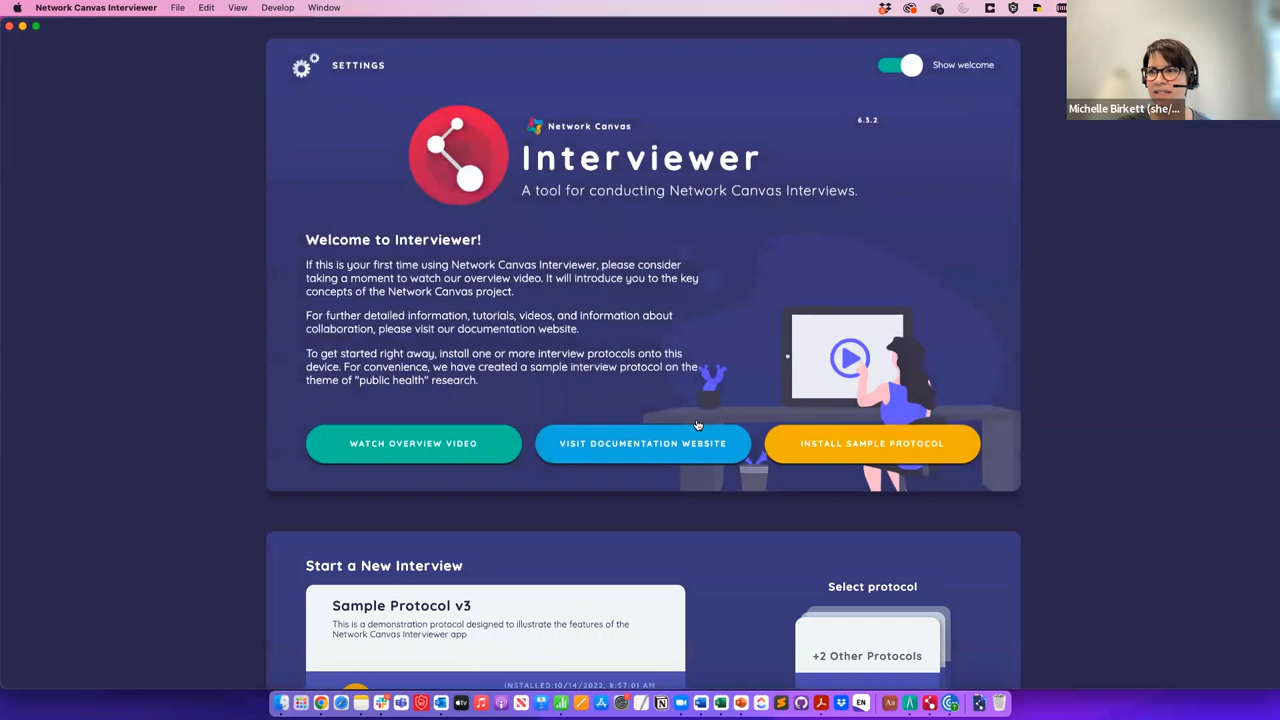 Network Canvas Interviewer File Edit View Develop Window
SETTINGS
Show welcome
Michelle Birkett (she/...
Network Canvas
6.3.2
Interviewer
A tool for conducting Network Canvas Interviews.
Welcome to Interviewer!
If this is your first time using Network Canvas Interviewer, please consider
taking a moment to watch our overview video. It will introduce you to the key
concepts of the Network Canvas project.
For further detailed information, tutorials, videos, and information about
collaboration, please visit our documentation website.
To get started right away, install one or more interview protocols onto this
device. For convenience, we have created a sample interview protocol on the
theme of "public health" research.
WATCH OVERVIEW VIDEO
VISIT DOCUMENTATION WEBSITE
INSTALL SAMPLE PROTOCOL
Start a New Interview
Select protocol
Sample Protocol v3
This is a demonstration protocol designed to illustrate the features of the
Network Canvas Interviewer app
+2 Other Protocols
INSTALLED:10/14/2022, 8:57:01 AM
EN
Aa